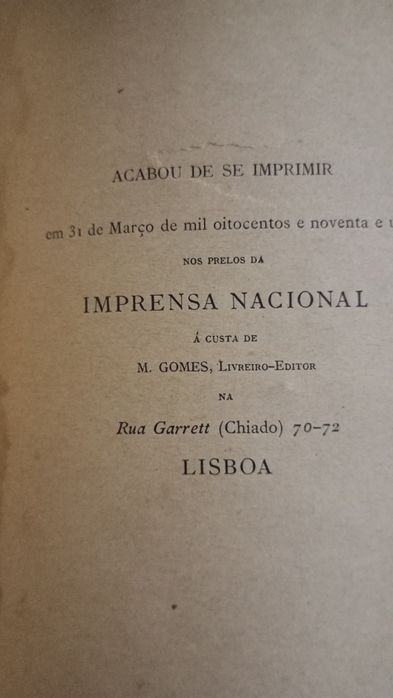 ACABOU DE SE IMPRIMIR
em 31 de Março de mil oitocentos e noventa e
NOS PRELOS DA
IMPRENSA NACIONAL
Á CUSTA DE
M. GOMES, LIVREIRO-EDITOR
NA
Rua Garrett (Chiado) 70-72
LISBOA